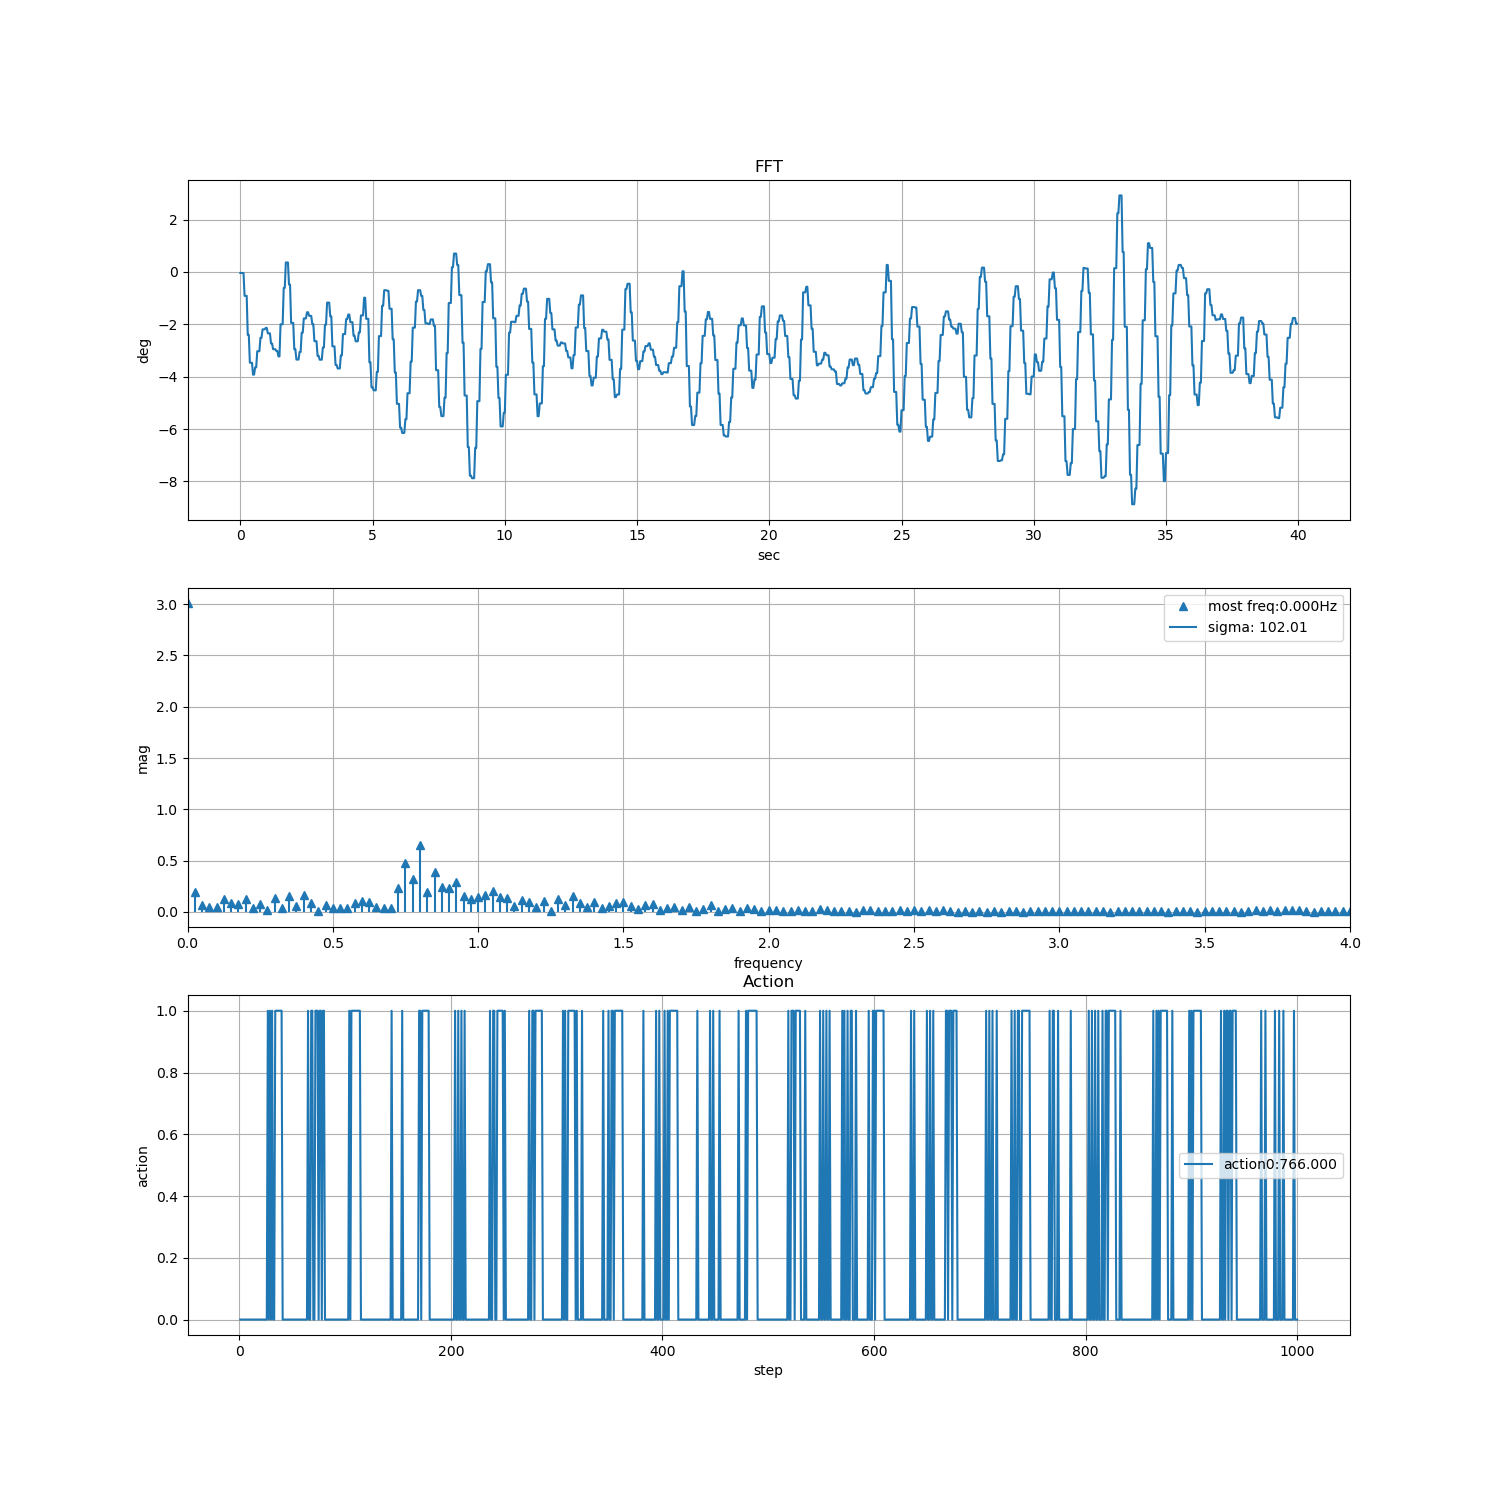 FFT
2
0
−2
−4
−6
−8
deg
0 5 10 15 20 25 30 35 40
sec
3.0
2.5
2.0
1.5
1.0
0.5
0.0
mag
most freq:0.000Hz
sigma: 102.01
0.0 0.5 1.0 1.5 2.0 2.5 3.0 3.5 4.0
frequency
Action
1.0
0.8
0.6
0.4
0.2
0.0
action
action0:766.000
0 200 400 600 800 1000
step